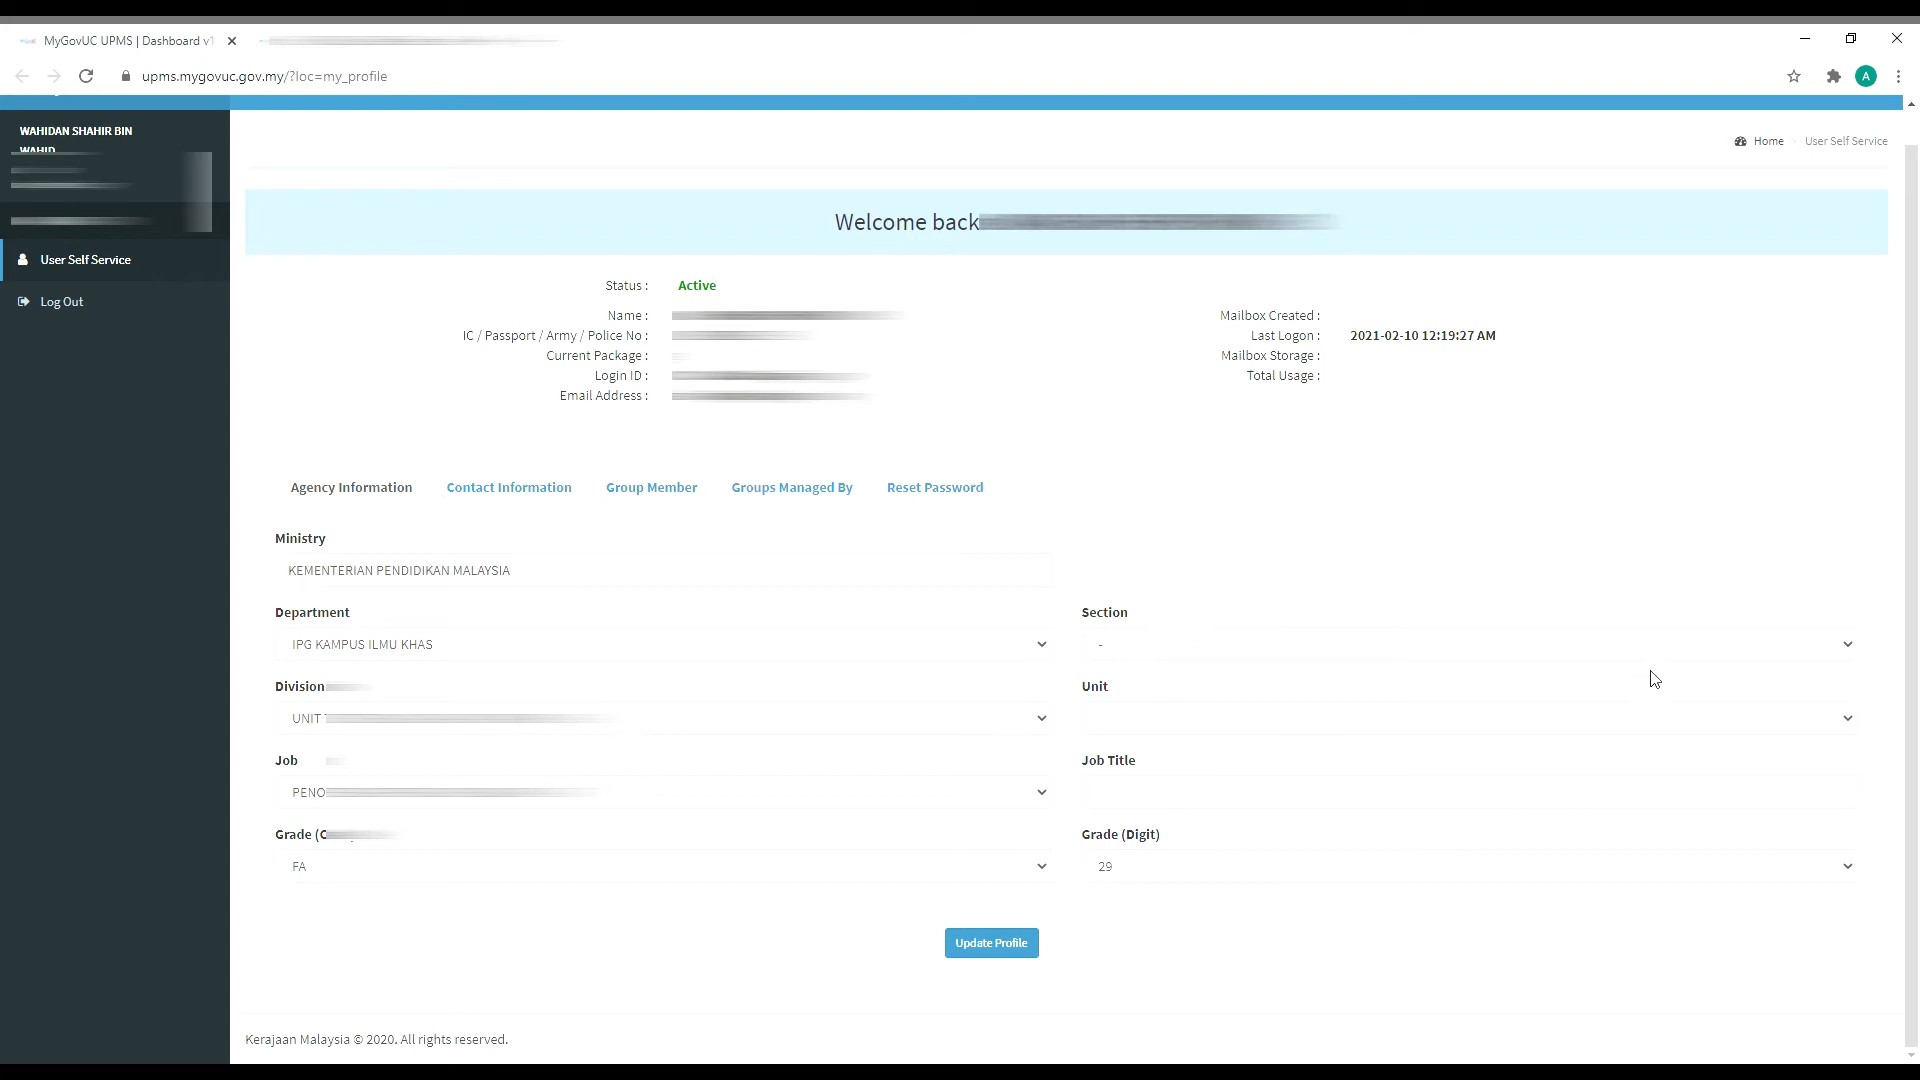 MyGovUC UPMS | Dashboard v1
upms.mygovuc.gov.my/?loc=my_profile
A
WAHIDAN SHAHIR BIN
WAHID
Home
User Self Service
Welcome back
User Self Service
Log Out
Status :
Active
Name :
IC / Passport / Army / Police No :
Current Package :
Login ID :
Email Address :
Mailbox Created :
Last Logon :
2021-02-10 12:19:27 AM
Mailbox Storage :
Total Usage :
Agency Information
Contact Information
Group Member
Groups Managed By
Reset Password
Ministry
KEMENTERIAN PENDIDIKAN MALAYSIA
Department
IPG KAMPUS ILMU KHAS
Section
-
Division
UNIT
Unit
Job
PENO
Job Title
Grade (
FA
Grade (Digit)
29
Update Profile
Kerajaan Malaysia © 2020. All rights reserved.